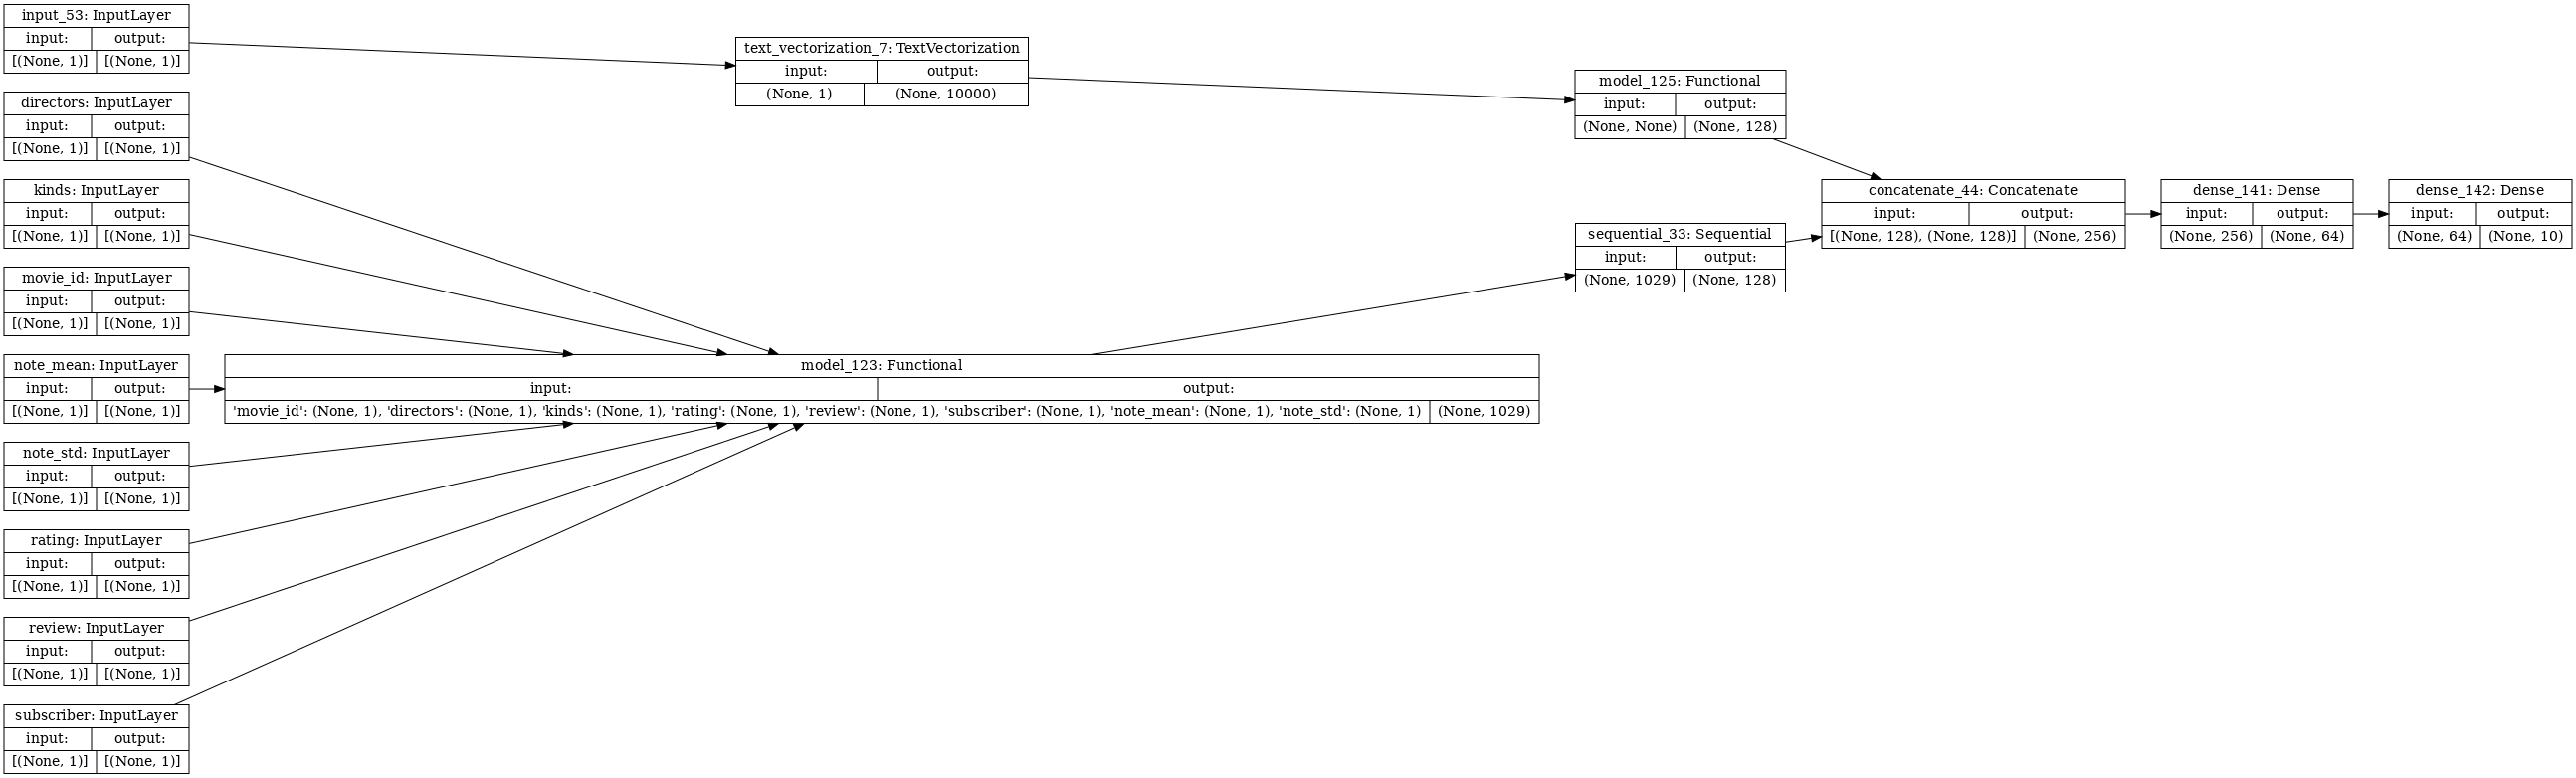 input_53: InputLayer
input: output:
[(None, 1)] [(None, 1)]
directors: InputLayer
input: output:
[(None, 1)] [(None, 1)]
kinds: InputLayer
input: output:
[(None, 1)] [(None, 1)]
movie_id: InputLayer
input: output:
[(None, 1)] [(None, 1)]
note_mean: InputLayer
input: output:
[(None, 1)] [(None, 1)]
note_std: InputLayer
input: output:
[(None, 1)] [(None, 1)]
rating: InputLayer
input: output:
[(None, 1)] [(None, 1)]
review: InputLayer
input: output:
[(None, 1)] [(None, 1)]
subscriber: InputLayer
input: output:
[(None, 1)] [(None, 1)]
text_vectorization_7: TextVectorization
input: output:
(None, 1) (None, 10000)
model_123: Functional
input: output:
'movie_id': (None, 1), 'directors': (None, 1), 'kinds': (None, 1), 'rating': (None, 1), 'review': (None, 1), 'subscriber': (None, 1), 'note_mean': (None, 1), 'note_std': (None, 1) (None, 1029)
model_125: Functional
input: output:
(None, None) (None, 128)
sequential_33: Sequential
input: output:
(None, 1029) (None, 128)
concatenate_44: Concatenate
input: output:
[(None, 128), (None, 128)] (None, 256)
dense_141: Dense
input: output:
(None, 256) (None, 64)
dense_142: Dense
input: output:
(None, 64) (None, 10)